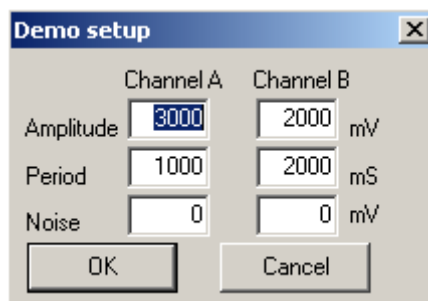 Demo setup
Channel A Channel B
Amplitude 3000 2000 mV
Period 1000 2000 mS
Noise 0 0 mV
OK Cancel